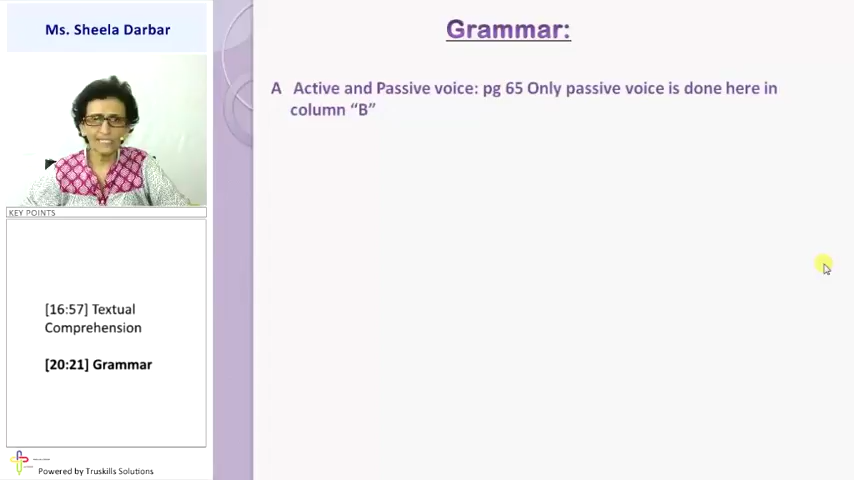 Ms. Sheela Darbar
Grammar:
A Active and Passive voice: pg 65 Only passive voice is done here in
column “B”
KEY POINTS
[16:57] Textual
Comprehension
[20:21] Grammar
Powered by Truskills Solutions